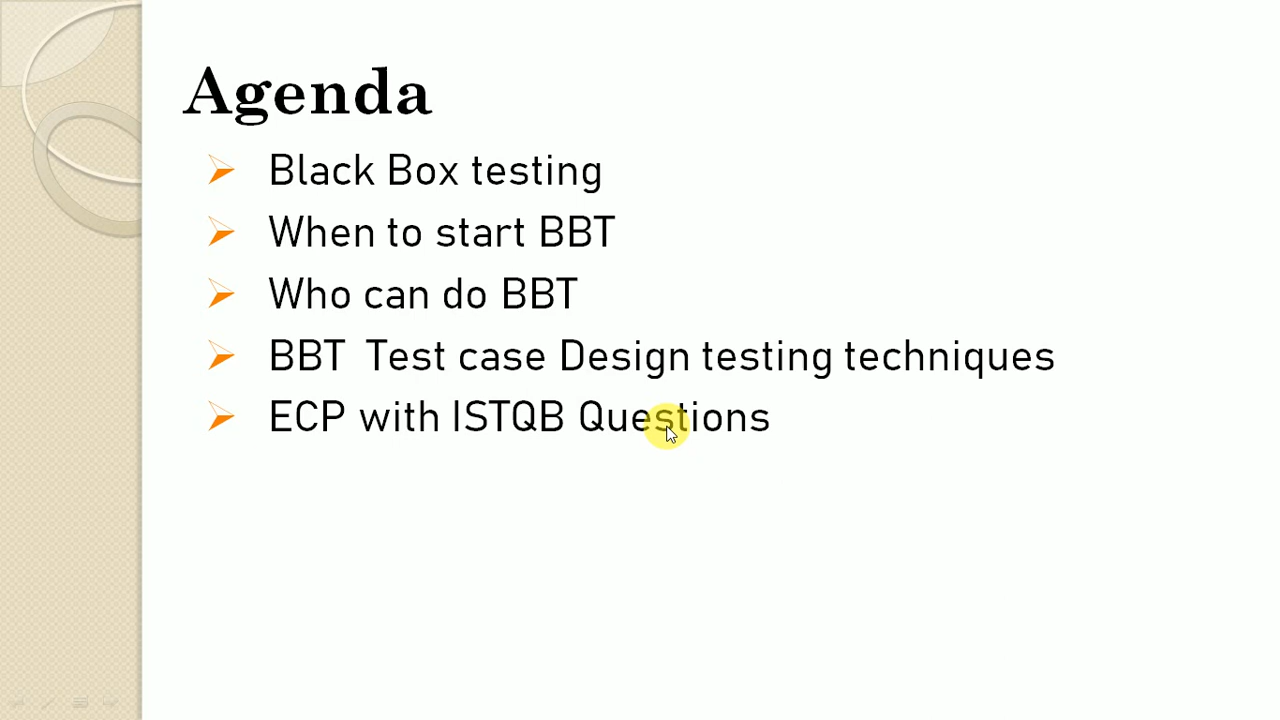 Agenda
Black Box testing
When to start BBT
Who can do BBT
BBT Test case Design testing techniques
ECP with ISTQB Questions